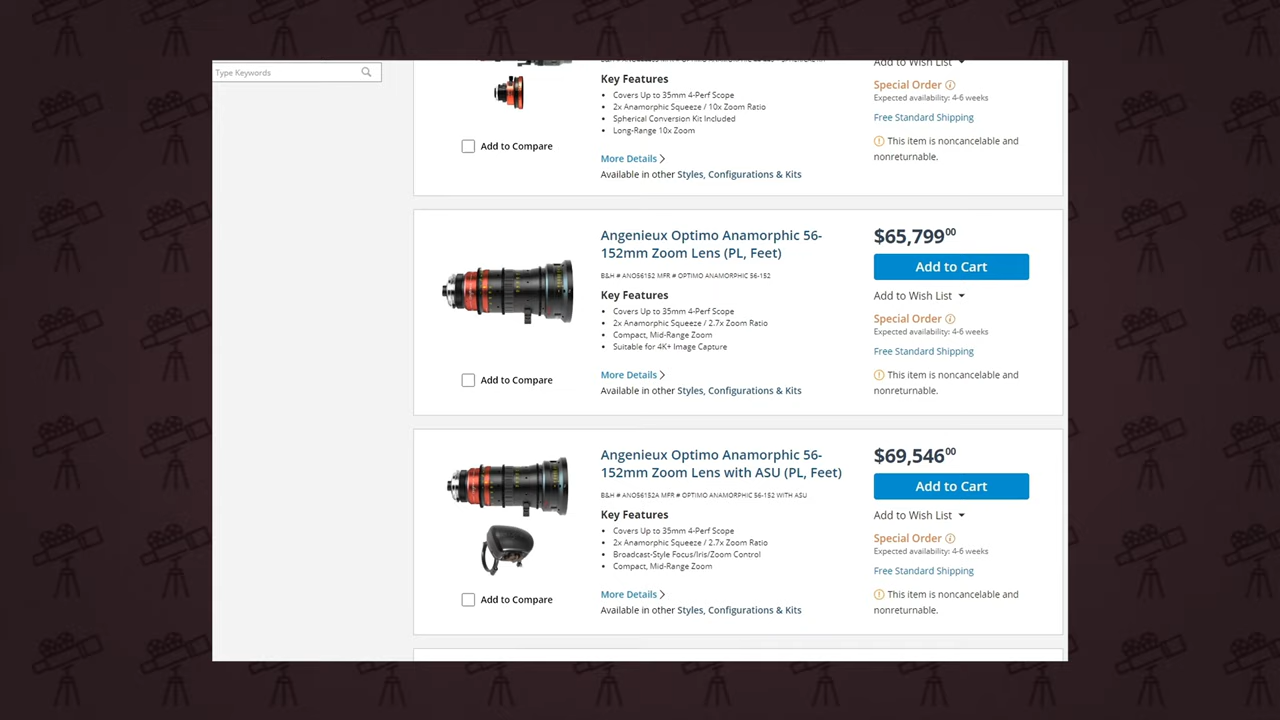 Type Keywords
Add to Wish List
Key Features
Covers Up to 35mm 4-Perf Scope
2x Anamorphic Squeeze / 10x Zoom Ratio
Spherical Conversion Kit Included
Long-Range 10x Zoom
Add to Compare
More Details
Available in other Styles, Configurations & Kits
Special Order
Expected availability: 4-6 weeks
Free Standard Shipping
This item is noncancelable and
nonreturnable.
Angenieux Optimo Anamorphic 56-
152mm Zoom Lens (PL, Feet)
B&H # ANO56152 MFR # OPTIMO ANAMORPHIC 56-152
Key Features
Covers Up to 35mm 4-Perf Scope
2x Anamorphic Squeeze / 2.7x Zoom Ratio
Compact, Mid-Range Zoom
Suitable for 4K+ Image Capture
Add to Compare
More Details
Available in other Styles, Configurations & Kits
$65,799.00
Add to Cart
Add to Wish List
Special Order
Expected availability: 4-6 weeks
Free Standard Shipping
This item is noncancelable and
nonreturnable.
Angenieux Optimo Anamorphic 56-
152mm Zoom Lens with ASU (PL, Feet)
B&H # ANO56152A MFR # OPTIMO ANAMORPHIC 56-152 WITH ASU
Key Features
Covers Up to 35mm 4-Perf Scope
2x Anamorphic Squeeze / 2.7x Zoom Ratio
Broadcast-Style Focus/Iris/Zoom Control
Compact, Mid-Range Zoom
Add to Compare
More Details
Available in other Styles, Configurations & Kits
$69,546.00
Add to Cart
Add to Wish List
Special Order
Expected availability: 4-6 weeks
Free Standard Shipping
This item is noncancelable and
nonreturnable.